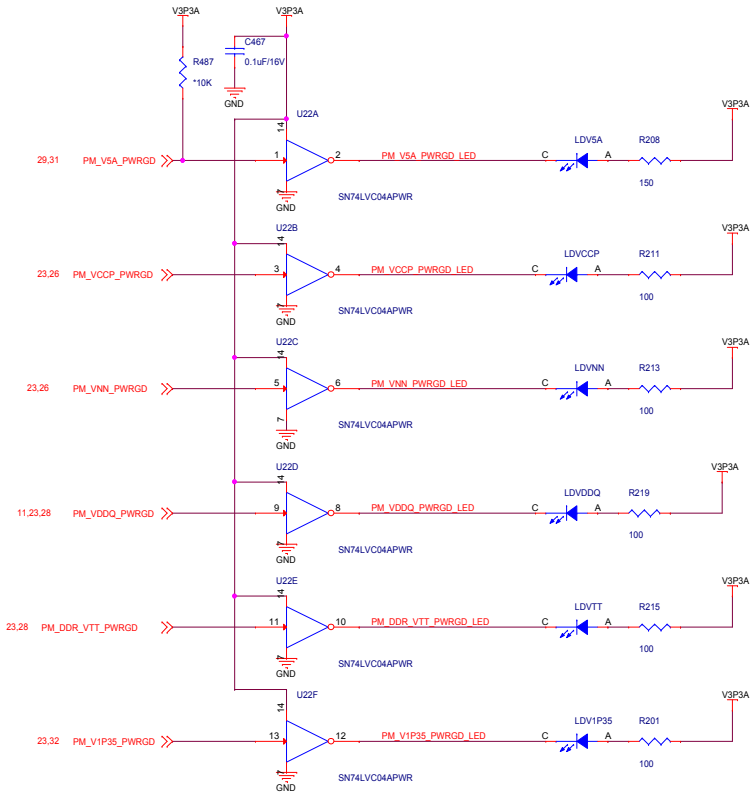 V3P3A V3P3A
C467
R487 0.1uF/16V
*10K
GND
V3P3A
U22A
14 LDV5A R208
29,31 PM_V5A_PWRGD 1 2 PM_V5A_PWRGD_LED C A
150
7
GND SN74LVC04APWR
V3P3A
U22B
14 LDVCCP R211
23,26 PM_VCCP_PWRGD 3 4 PM_VCCP_PWRGD_LED C A
100
7
GND SN74LVC04APWR
V3P3A
U22C
14 LDVNN R213
23,26 PM_VNN_PWRGD 5 6 PM_VNN_PWRGD_LED C A
100
7
GND SN74LVC04APWR
V3P3A
U22D
14 LDVDDQ R219
11,23,28 PM_VDDQ_PWRGD 9 8 PM_VDDQ_PWRGD_LED C A
100
7
GND SN74LVC04APWR
V3P3A
U22E
14 LDVTT R215
23,28 PM_DDR_VTT_PWRGD 11 10 PM_DDR_VTT_PWRGD_LED C A
100
7
GND SN74LVC04APWR
V3P3A
U22F
14 LDV1P35 R201
23,32 PM_V1P35_PWRGD 13 12 PM_V1P35_PWRGD_LED C A
100
7
GND SN74LVC04APWR